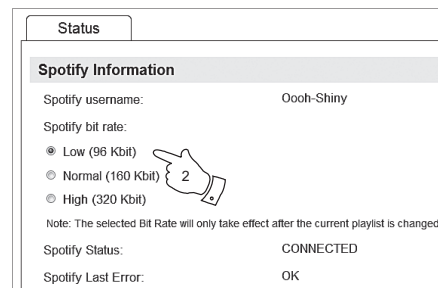 Status
Spotify Information
Spotify username: Oooh-Shiny
Spotify bit rate:
Low (96 Kbit)
Normal (160 Kbit) 2
High (320 Kbit)
Note: The selected Bit Rate will only take effect after the current playlist is changed
Spotify Status: CONNECTED
Spotify Last Error: OK